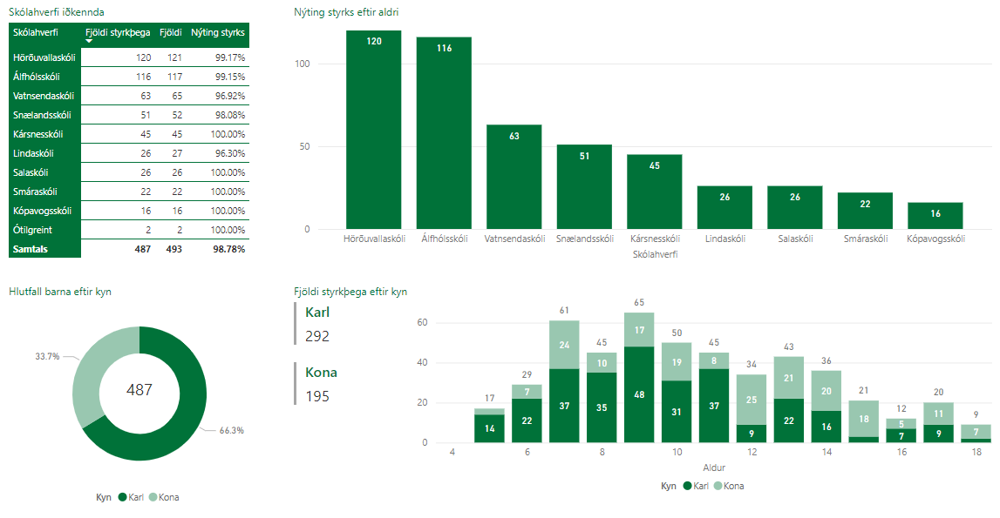 Skólahverfi iðkennda
Skólahverfi Fjöldi styrkþega Fjöldi Nýting styrks
Hörðuvallaskóli 120 121 99.17%
Álfhólsskóli 116 117 99.15%
Vatnsendaskóli 63 65 96.92%
Snælandsskóli 51 52 98.08%
Kársnesskóli 45 45 100.00%
Lindaskóli 26 27 96.30%
Salaskóli 26 26 100.00%
Smáraskóli 22 22 100.00%
Kópavogsskóli 16 16 100.00%
Ótilgreint 2 2 100.00%
Samtals 487 493 98.78%
Nýting styrks eftir aldri
100
50
0
120 116 63 51 45 26 26 22 16
Hörðuvallaskóli Álfhólsskóli Vatnsendaskóli Snælandsskóli Kársnesskóli Lindaskóli Salaskóli Smáraskóli Kópavogsskóli
Skólahverfi
Hlutfall barna eftir kyn
33.7%
487
66.3%
Kyn Karl Kona
Fjöldi styrkþega eftir kyn
Karl
292
Kona
195
60
40
20
0
17 29 61 45 65 50 45 34 43 36 21 12 20 9
7 24 10 17 19 8 25 21 20 18 5 11 7
14 22 37 35 48 31 37 9 22 16 7 9
4 6 8 10 12 14 16 18
Aldur
Kyn Karl Kona